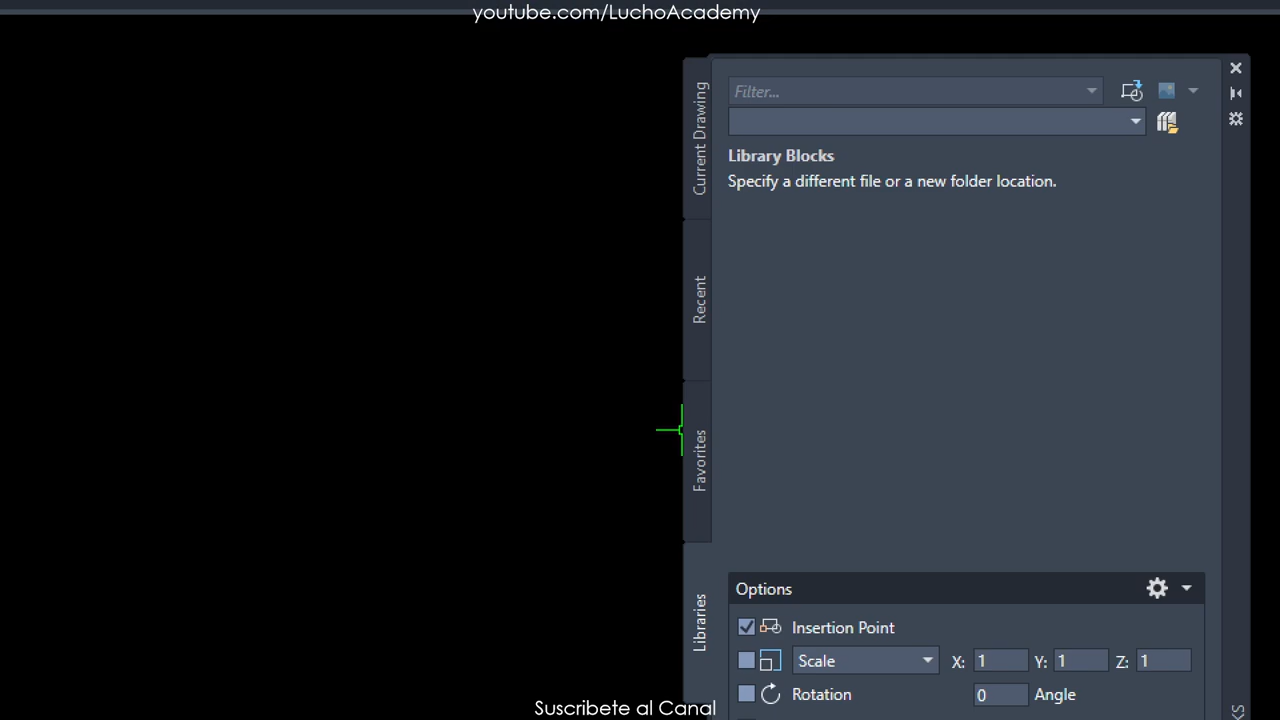 youtube.com/LuchoAcademy
Filter...
Library Blocks
Specify a different file or a new folder location.
Current Drawing
Recent
Favorites
Libraries
Options
Insertion Point
Scale X: 1 Y: 1 Z: 1
Rotation 0 Angle
Suscribete al Canal
KS